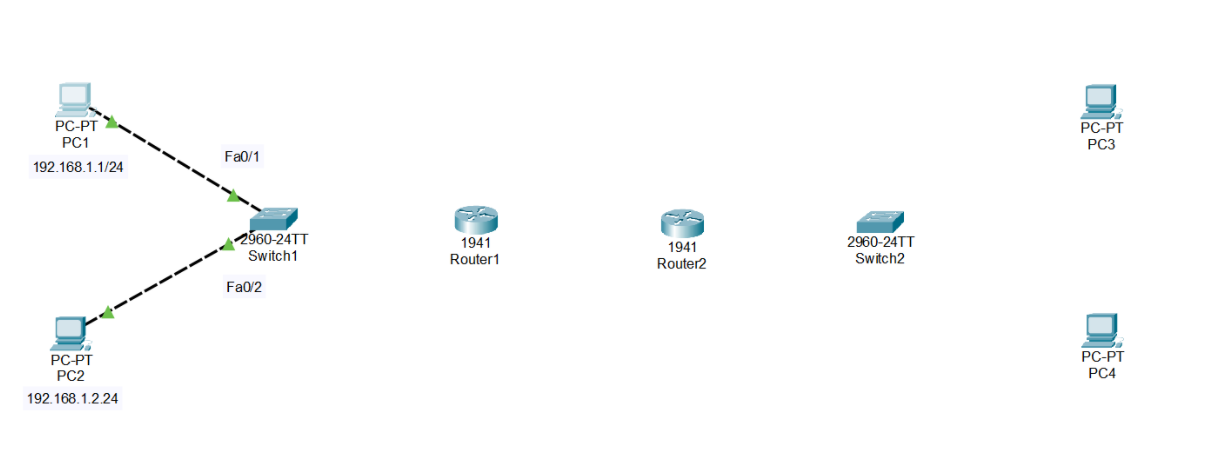 PC-PT
PC1
192.168.1.1/24
Fa0/1
2960-24TT
Switch1
Fa0/2
PC-PT
PC2
192.168.1.2.24
1941
Router1
1941
Router2
2960-24TT
Switch2
PC-PT
PC3
PC-PT
PC4